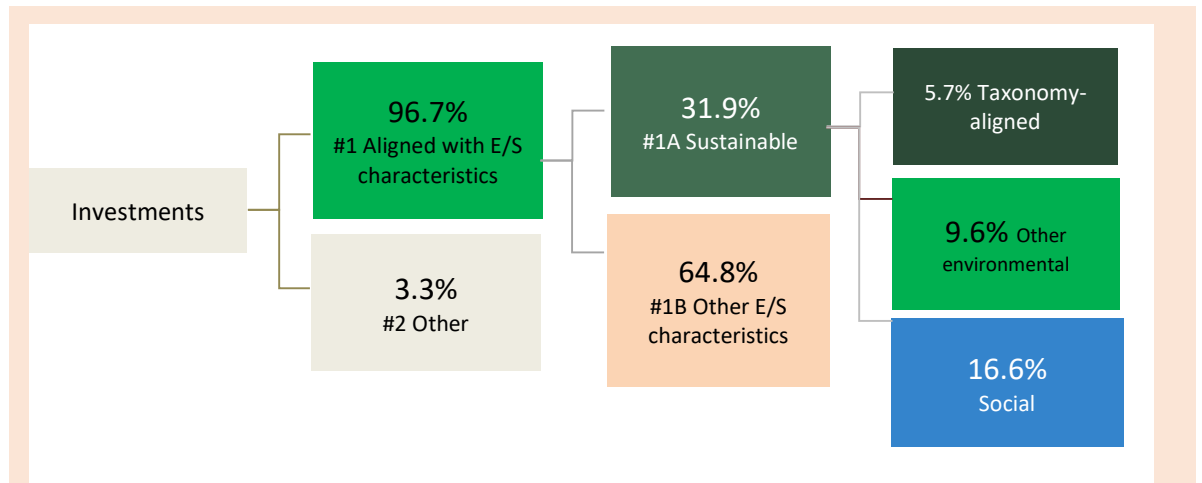 Investments
96.7%
#1 Aligned with E/S
characteristics
3.3%
#2 Other
31.9%
#1A Sustainable
64.8%
#1B Other E/S
characteristics
5.7% Taxonomy-
aligned
9.6% Other
environmental
16.6%
Social